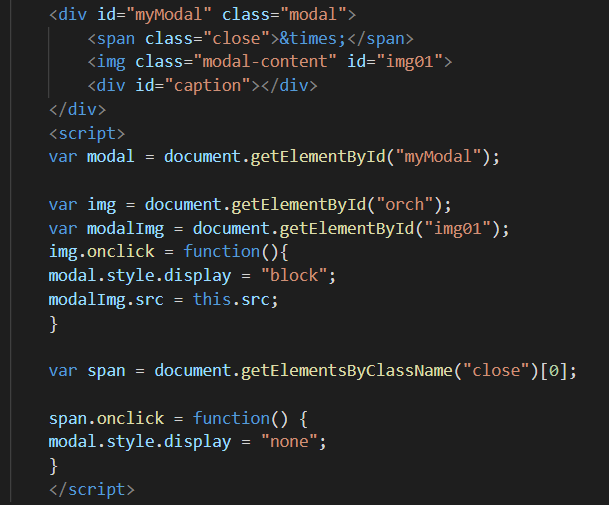 <div id="myModal" class="modal">
<span class="close">&times;</span>
<img class="modal-content" id="img01">
<div id="caption"></div>
</div>
<script>
var modal = document.getElementById("myModal");
var img = document.getElementById("orch");
var modalImg = document.getElementById("img01");
img.onclick = function(){
modal.style.display = "block";
modalImg.src = this.src;
}
var span = document.getElementsByClassName("close")[0];
span.onclick = function() {
modal.style.display = "none";
}
</script>